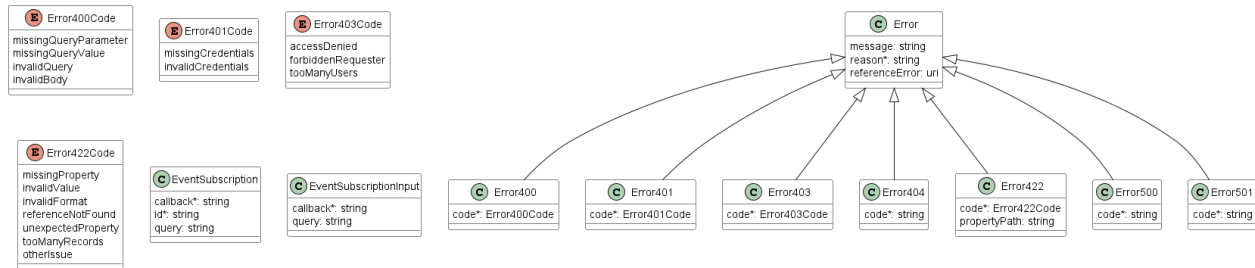 E Error400Code
missingQueryParameter
missingQueryValue
invalidQuery
invalidBody
E Error401Code
missingCredentials
invalidCredentials
E Error403Code
accessDenied
forbiddenRequester
tooManyUsers
C Error
message: string
reason*: string
referenceError: uri
E Error422Code
missingProperty
invalidValue
invalidFormat
referenceNotFound
unexpectedProperty
tooManyRecords
otherIssue
C EventSubscription
callback*: string
id*: string
query: string
C EventSubscriptionInput
callback*: string
query: string
C Error400
code*: Error400Code
C Error401
code*: Error401Code
C Error403
code*: Error403Code
C Error404
code*: string
C Error422
code*: Error422Code
propertyPath: string
C Error500
code*: string
C Error501
code*: string